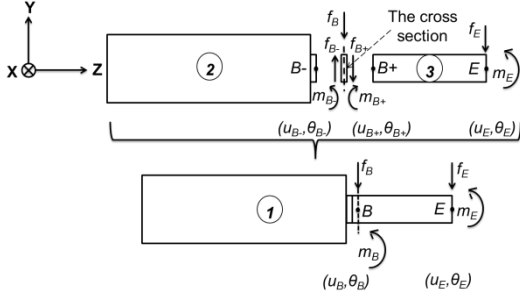 Y
X
Z
2
B-
f_B
The cross
section
f_B-
f_B+
m_B-
m_B+
B+
3
E
f_E
m_E
(u_B-,θ_B-)
(u_B+,θ_B+)
(u_E,θ_E)
1
f_B
f_E
B
E
m_E
m_B
(u_B,θ_B)
(u_E,θ_E)